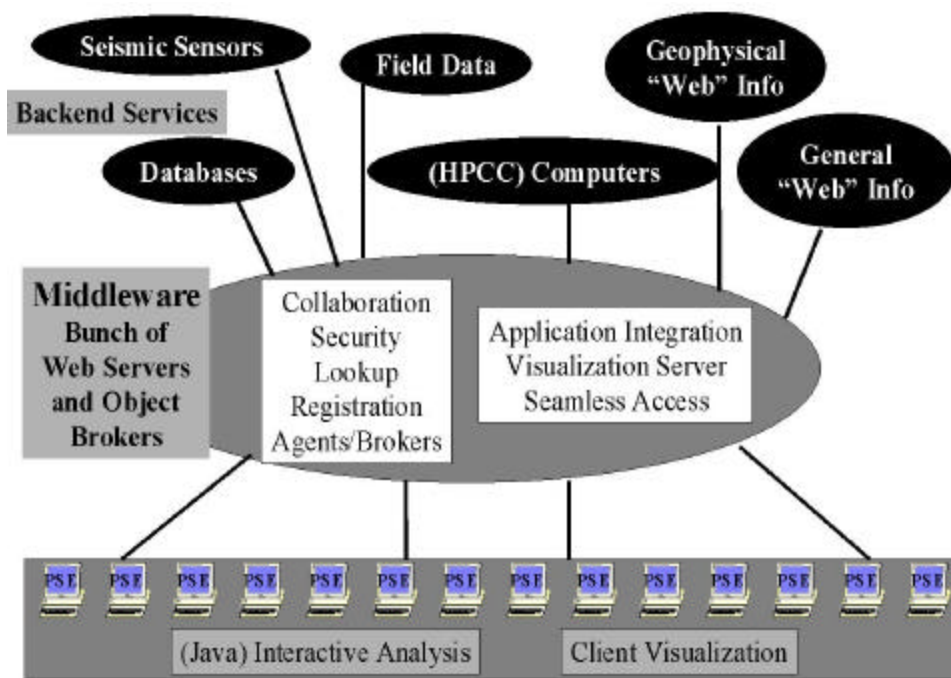 Seismic Sensors
Field Data
Geophysical
“Web” Info
Backend Services
Databases
(HPCC) Computers
General
“Web” Info
Middleware
Bunch of
Web Servers
and Object
Brokers
Collaboration
Security
Lookup
Registration
Agents/Brokers
Application Integration
Visualization Server
Seamless Access
PSE PSE PSE PSE PSE PSE PSE PSE PSE PSE PSE PSE PSE PSE
(Java) Interactive Analysis
Client Visualization